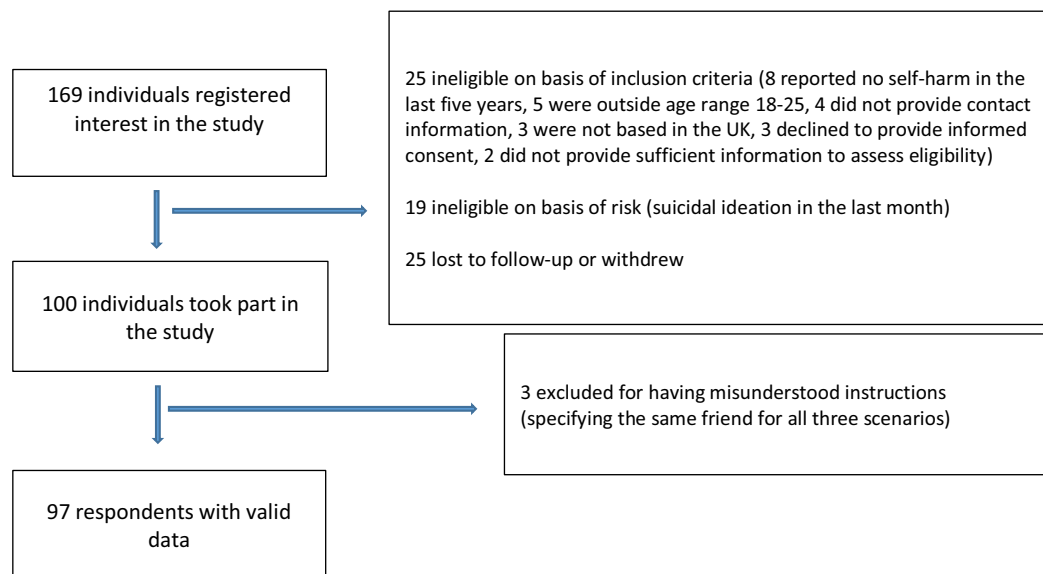 169 individuals registered
interest in the study
25 ineligible on basis of inclusion criteria (8 reported no self-harm in the
last five years, 5 were outside age range 18-25, 4 did not provide contact
information, 3 were not based in the UK, 3 declined to provide informed
consent, 2 did not provide sufficient information to assess eligibility)
19 ineligible on basis of risk (suicidal ideation in the last month)
25 lost to follow-up or withdrew
100 individuals took part in
the study
3 excluded for having misunderstood instructions
(specifying the same friend for all three scenarios)
97 respondents with valid
data